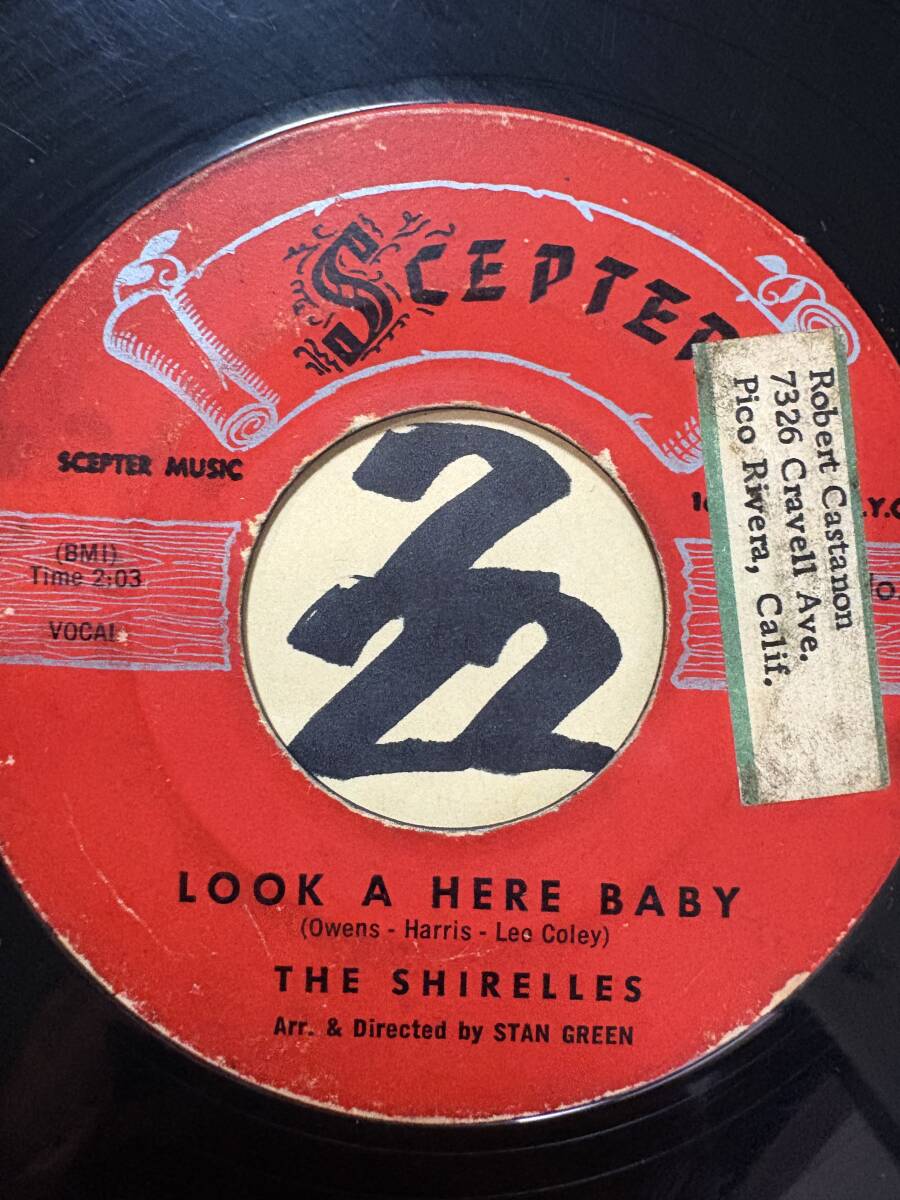 SCEPTER
SCEPTER MUSIC
(BMI)
Time 2:03
VOCAL
Robert Castanon
7326 Cravell Ave.
Pico Rivera, Calif.
LOOK A HERE BABY
(Owens - Harris - Leo Coley)
THE SHIRELLES
Arr. & Directed by STAN GREEN